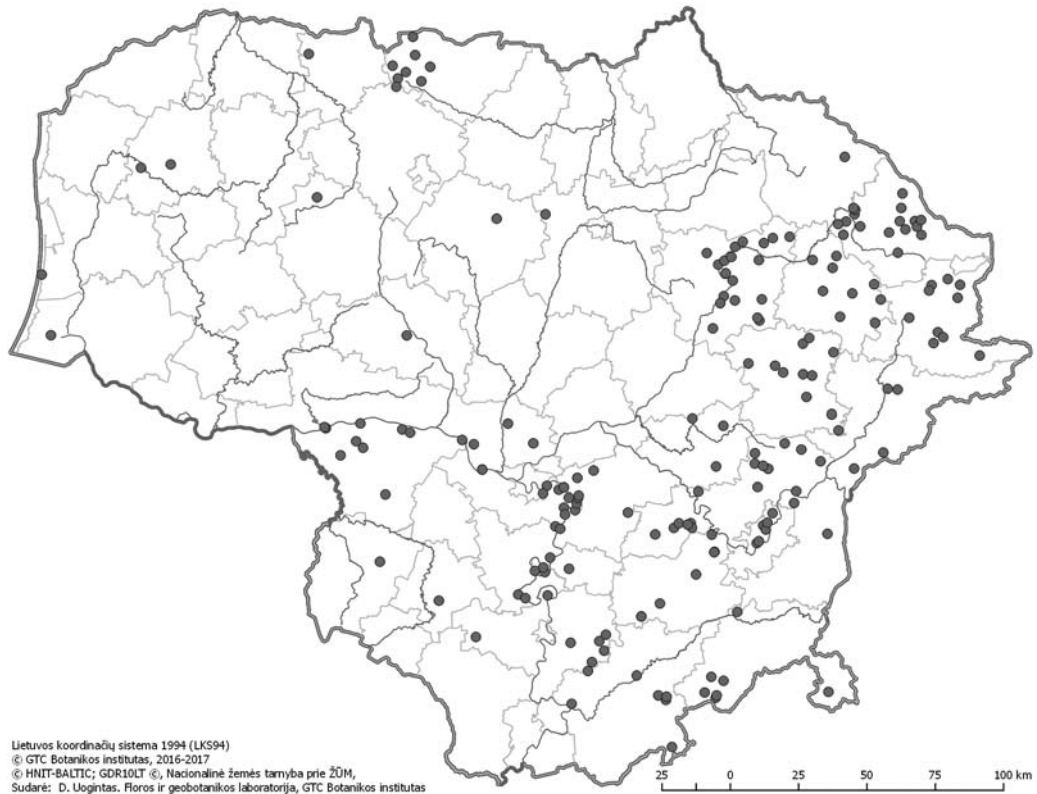 Lietuvos koordinačių sistema 1994 (LKS94)
© GTC Botanikos institutas, 2016-2017
© HNIT-BALTIC; GDR10LT ©, Nacionalinė žemės tarnyba prie ŽŪM,
Sudarė: D. Uogintas. Floros ir geobotanikos laboratorija, GTC Botanikos institutas
25 0 25 50 75 100 km